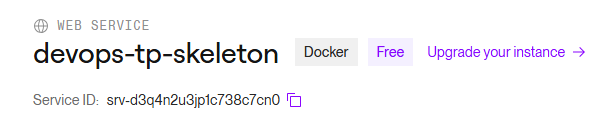 WEB SERVICE
devops-tp-skeleton Docker Free Upgrade your instance →
Service ID: srv-d3q4n2u3jp1c738c7cn0